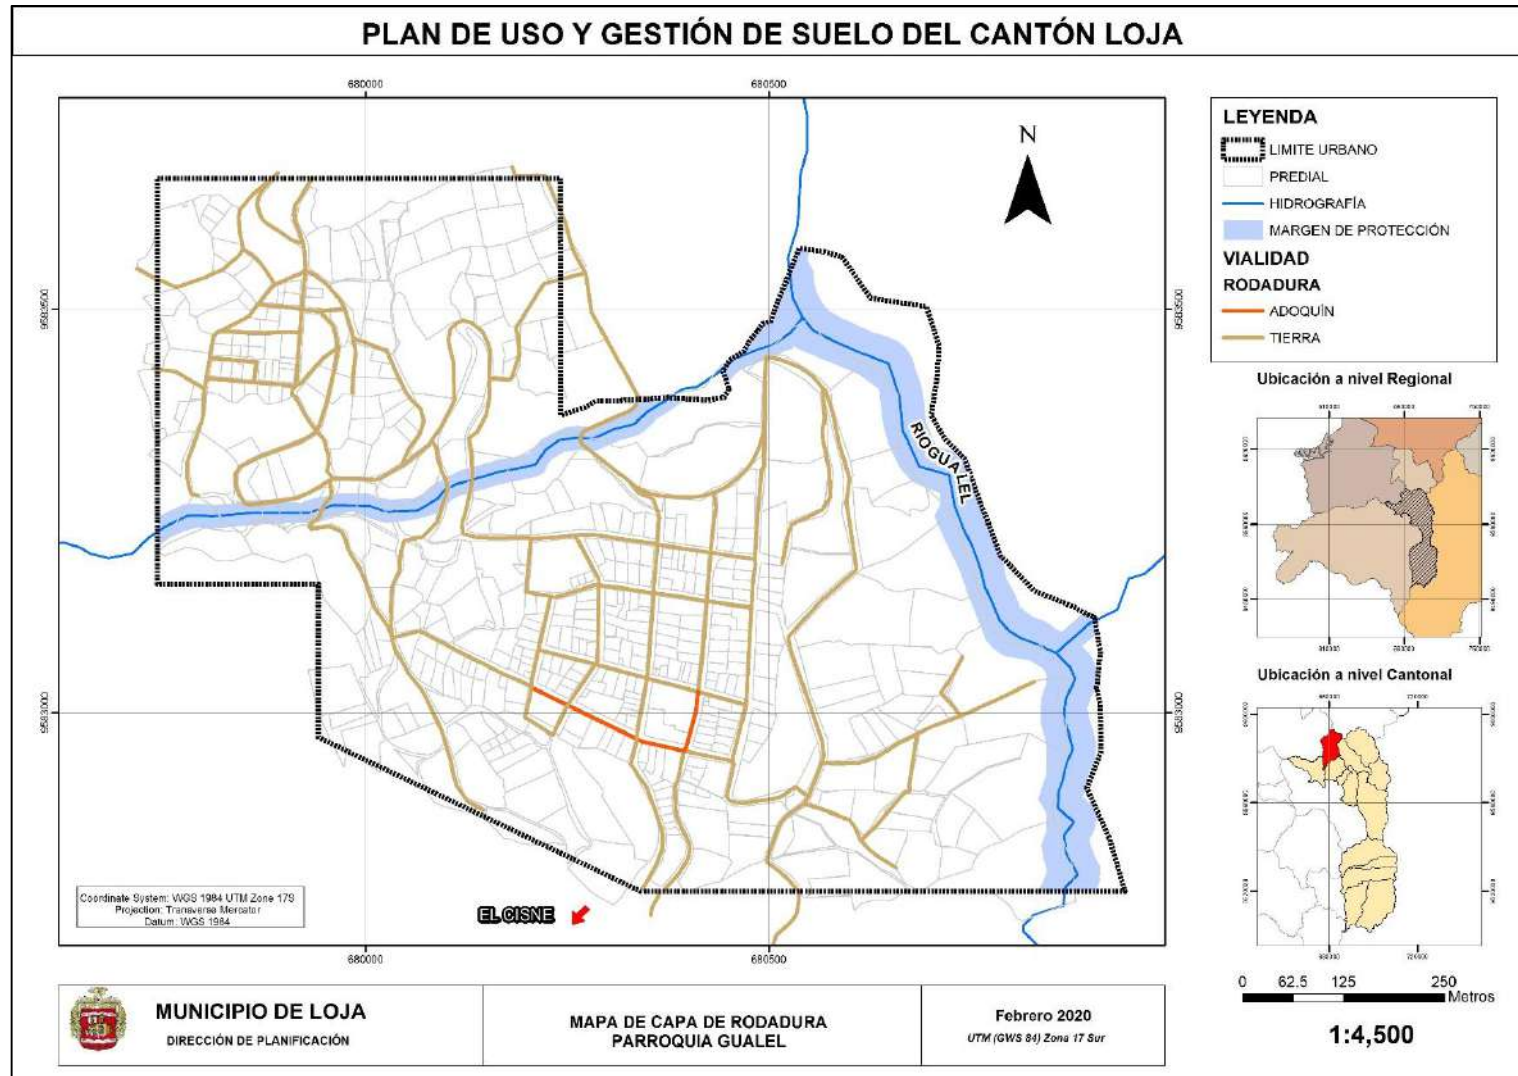 PLAN DE USO Y GESTIÓN DE SUELO DEL CANTÓN LOJA
680000
680500
9583500
9583500
9583000
9583000
N
RIO GUALEL
EL CISNE
Coordinate System: WGS 1984 UTM Zone 17S
Projection: Transverse Mercator
Datum: WGS 1984
680000
680500
LEYENDA
LIMITE URBANO
PREDIAL
HIDROGRAFÍA
MARGEN DE PROTECCIÓN
VIALIDAD
RODADURA
ADOQUÍN
TIERRA
Ubicación a nivel Regional
Ubicación a nivel Cantonal
0 62.5 125 250
Metros
1:4,500
MUNICIPIO DE LOJA
DIRECCIÓN DE PLANIFICACIÓN
MAPA DE CAPA DE RODADURA
PARROQUIA GUALEL
Febrero 2020
UTM (GWS 84) Zona 17 Sur